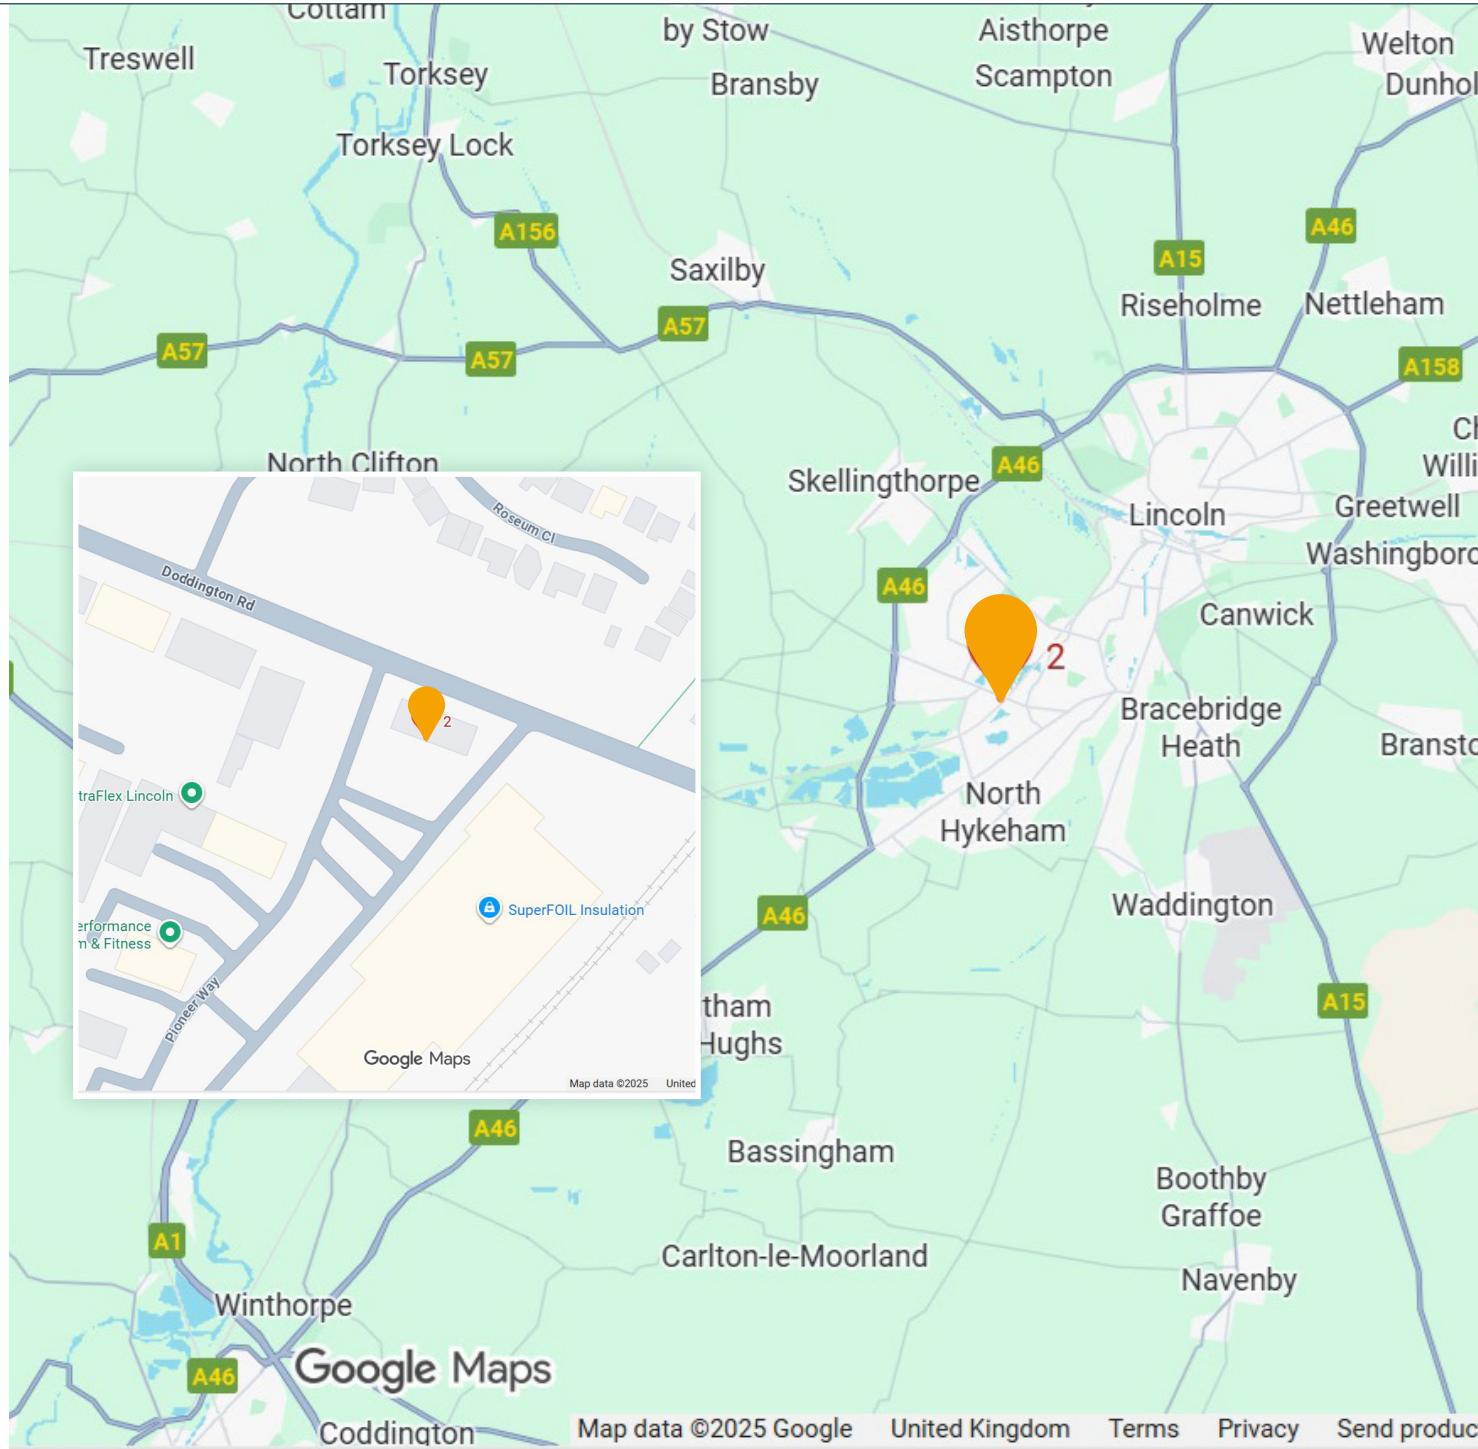 Cottam
by Stow
Aisthorpe
Welton
Treswell
Torksey
Bransby
Scampton
Torksey Lock
A156
A46
A15
Saxilby
Riseholme
Nettleham
A57
A57
A57
A158
North Clifton
Skellingthorpe
A46
Lincoln
Greetwell
A46
Canwick
2
Bracebridge
Heath
North
Hykeham
A46
Waddington
A15
Roseum Cl
Doddington Rd
2
traFlex Lincoln
SuperFOIL Insulation
erformance
m & Fitness
Pioneer Way
Google Maps
Map data ©2025 United
tham
Hughs
A46
Bassingham
Boothby
Graffoe
A1
Carlton-le-Moorland
Navenby
Winthorpe
A46
Google Maps
Coddington
Map data ©2025 Google United Kingdom Terms Privacy Send produc